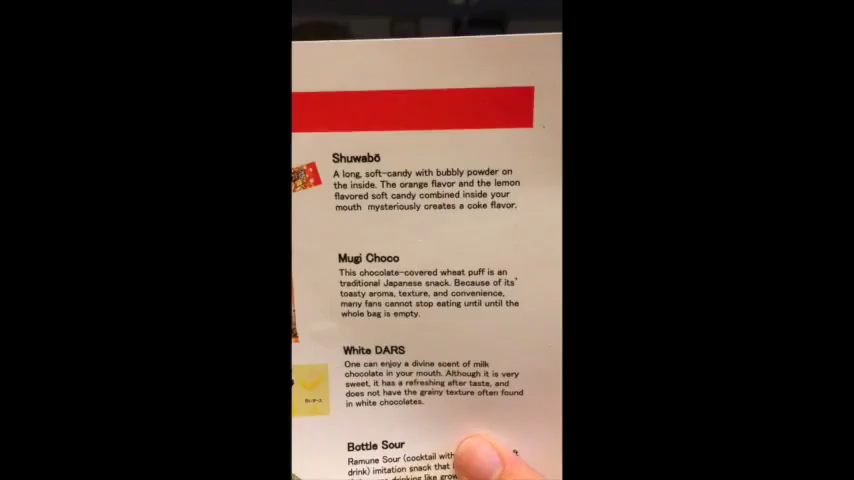 Shuwabō
A long, soft-candy with bubbly powder on
the inside. The orange flavor and the lemon
flavored soft candy combined inside your
mouth mysteriously creates a coke flavor.
Mugi Choco
This chocolate-covered wheat puff is an
traditional Japanese snack. Because of its'
toasty aroma, texture, and convenience,
many fans cannot stop eating until until the
whole bag is empty.
White DARS
One can enjoy a divine scent of milk
chocolate in your mouth. Although it is very
sweet, it has a refreshing after taste, and
does not have the grainy texture often found
in white chocolates.
Bottle Sour
Ramune Sour (cocktail with
drink) imitation snack that
drinking like grow